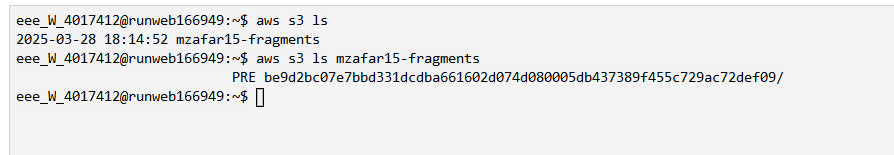 eee_W_4017412@runweb166949:~$ aws s3 ls
2025-03-28 18:14:52 mzafar15-fragments
eee_W_4017412@runweb166949:~$ aws s3 ls mzafar15-fragments
                           PRE be9d2bc07e7bbd331dcdba661602d074d080005db437389f455c729ac72def09/
eee_W_4017412@runweb166949:~$